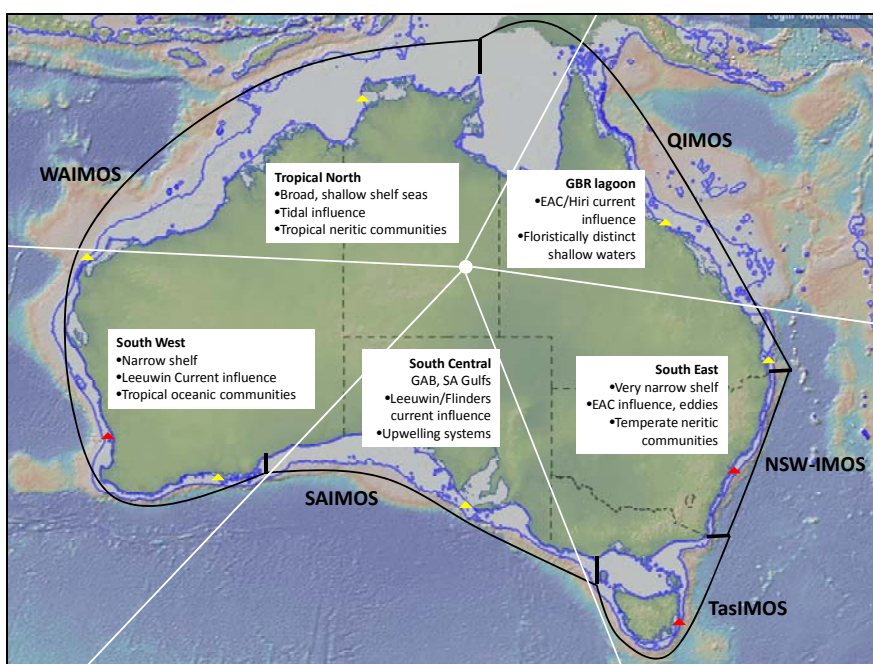 QIMOS
WAIMOS
Tropical North
•Broad, shallow shelf seas
•Tidal influence
•Tropical neritic communities
GBR lagoon
•EAC/Hiri current
influence
•Floristically distinct
shallow waters
South West
•Narrow shelf
•Leeuwin Current influence
•Tropical oceanic communities
South Central
GAB, SA Gulfs
•Leeuwin/Flinders
current influence
•Upwelling systems
South East
•Very narrow shelf
•EAC influence, eddies
•Temperate neritic
communities
NSW-IMOS
SAIMOS
TasIMOS